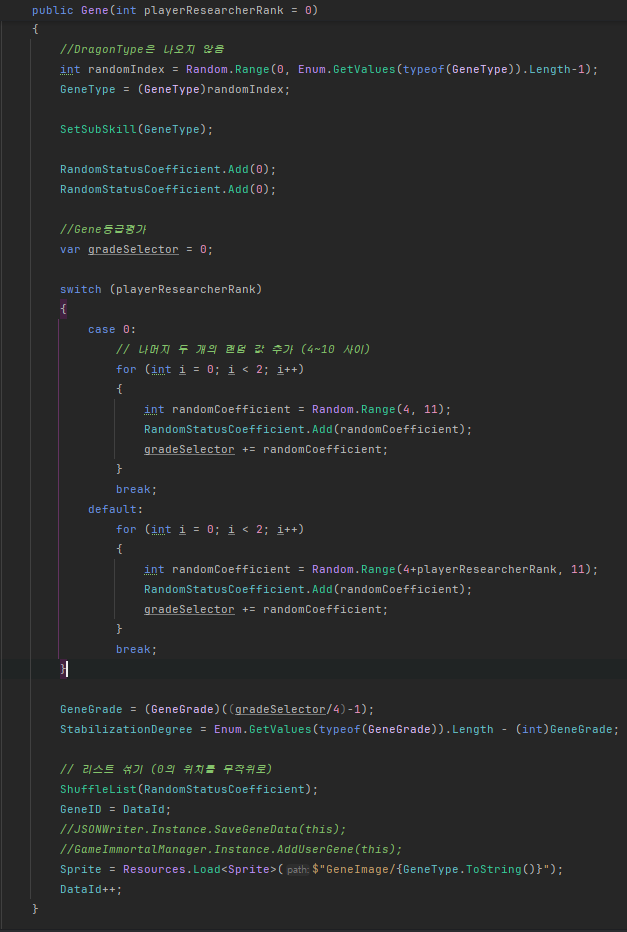 public Gene(int playerResearcherRank = 0)
{
//DragonType은 나오지 않음
int randomIndex = Random.Range(0, Enum.GetValues(typeof(GeneType)).Length-1);
GeneType = (GeneType)randomIndex;
SetSubSkill(GeneType);
RandomStatusCoefficient.Add(0);
RandomStatusCoefficient.Add(0);
//Gene등급평가
var gradeSelector = 0;
switch (playerResearcherRank)
{
case 0:
// 나머지 두 개의 랜덤 값 추가 (4~10 사이)
for (int i = 0; i < 2; i++)
{
int randomCoefficient = Random.Range(4, 11);
RandomStatusCoefficient.Add(randomCoefficient);
gradeSelector += randomCoefficient;
}
break;
default:
for (int i = 0; i < 2; i++)
{
int randomCoefficient = Random.Range(4+playerResearcherRank, 11);
RandomStatusCoefficient.Add(randomCoefficient);
gradeSelector += randomCoefficient;
}
break;
}
GeneGrade = (GeneGrade)((gradeSelector/4)-1);
StabilizationDegree = Enum.GetValues(typeof(GeneGrade)).Length - (int)GeneGrade;
// 리스트 섞기 (0의 위치를 무작위로)
ShuffleList(RandomStatusCoefficient);
GeneID = DataId;
//JSONWriter.Instance.SaveGeneData(this);
//GameImmortalManager.Instance.AddUserGene(this);
Sprite = Resources.Load<Sprite>( path: $"GeneImage/{GeneType.ToString()}");
DataId++;
}